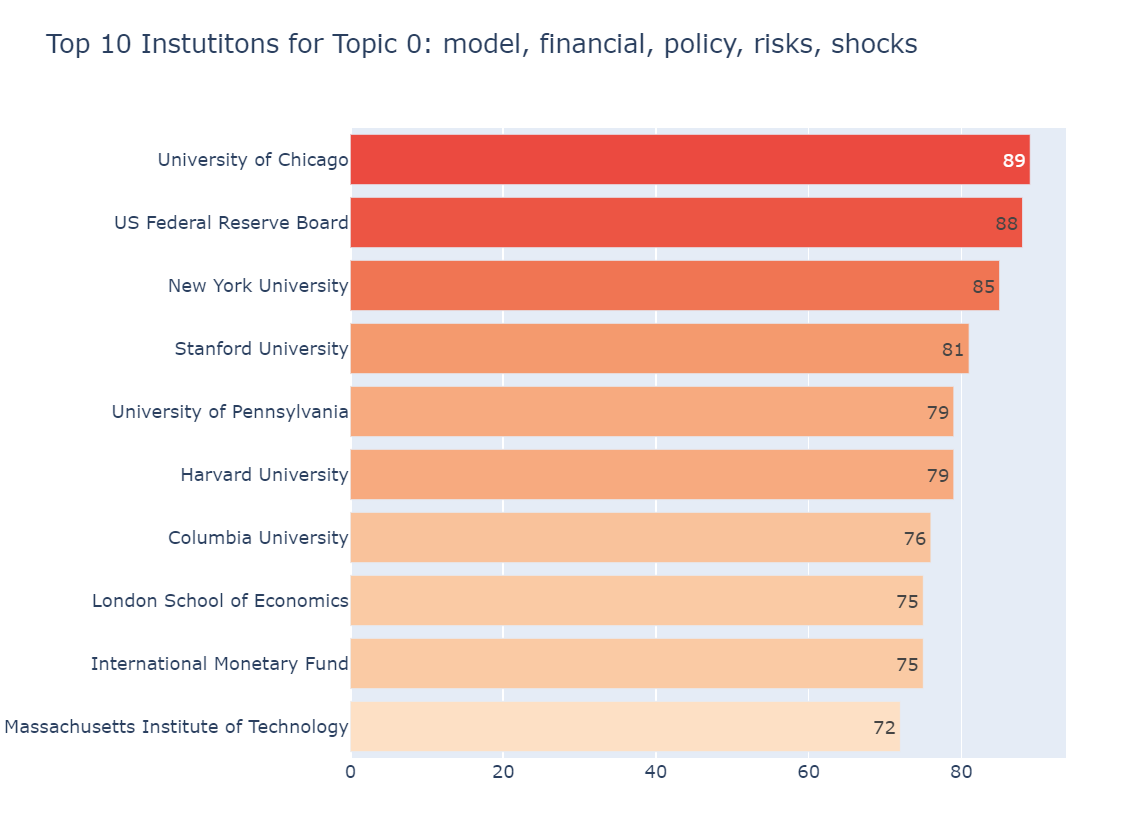 Top 10 Instutitons for Topic 0: model, financial, policy, risks, shocks
University of Chicago 89
US Federal Reserve Board 88
New York University 85
Stanford University 81
University of Pennsylvania 79
Harvard University 79
Columbia University 76
London School of Economics 75
International Monetary Fund 75
Massachusetts Institute of Technology 72
0 20 40 60 80